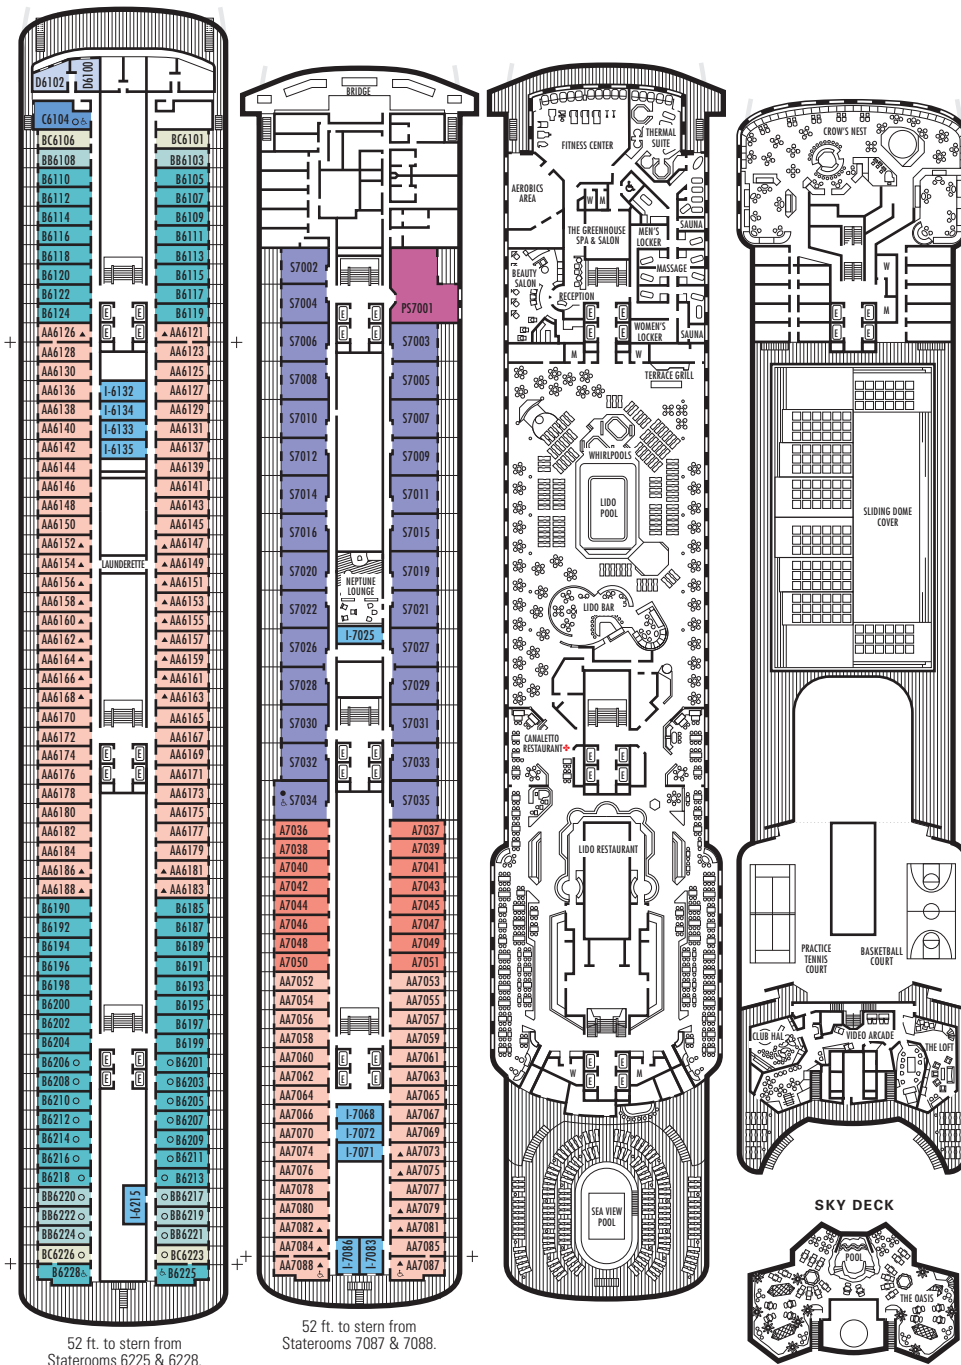 D6102
D6100
C6104
BC6106
BB6108
B6110
B6112
B6114
B6116
B6118
B6120
B6122
B6124
AA6126
AA6128
AA6130
AA6136
AA6138
AA6140
AA6142
AA6144
AA6146
AA6148
AA6150
AA6152
AA6154
AA6156
AA6158
AA6160
AA6162
AA6164
AA6166
AA6168
AA6170
AA6172
AA6174
AA6176
AA6178
AA6180
AA6182
AA6184
AA6186
AA6188
B6190
B6192
B6194
B6196
B6198
B6200
B6202
B6204
B6206
B6208
B6210
B6212
B6214
B6216
B6218
BB6220
BB6222
BB6224
BC6226
B6228
I-6132
I-6134
I-6133
I-6135
LAUNDERETTE
I-6215
E E
E E
E E
E E
E E
E E
BC6101
BB6103
B6105
B6107
B6109
B6111
B6113
B6115
B6117
B6119
AA6121
AA6123
AA6125
AA6127
AA6129
AA6131
AA6137
AA6139
AA6141
AA6143
AA6145
AA6147
AA6149
AA6151
AA6153
AA6155
AA6157
AA6159
AA6161
AA6163
AA6165
AA6167
AA6169
AA6171
AA6173
AA6175
AA6177
AA6179
AA6181
AA6183
B6185
B6187
B6189
B6191
B6193
B6195
B6197
B6199
B6201
B6203
B6205
B6207
B6209
B6211
B6213
BB6217
BB6219
BB6221
BC6223
B6225
52 ft. to stern from
Staterooms 6225 & 6228.
BRIDGE
S7002
S7004
S7006
S7008
S7010
S7012
S7014
S7016
S7020
S7022
S7026
S7028
S7030
S7032
S7034
A7036
A7038
A7040
A7042
A7044
A7046
A7048
A7050
AA7052
AA7054
AA7056
AA7058
AA7060
AA7062
AA7064
AA7066
AA7070
AA7074
AA7076
AA7078
AA7080
AA7082
AA7084
AA7088
NEPTUNE
LOUNGE
I-7025
I-7068
I-7072
I-7071
I-7086
I-7083
E E
E E
E E
E E
E E
E E
PS7001
S7003
S7005
S7007
S7009
S7011
S7015
S7019
S7021
S7027
S7029
S7031
S7033
S7035
A7037
A7039
A7041
A7043
A7045
A7047
A7049
A7051
AA7053
AA7055
AA7057
AA7059
AA7061
AA7063
AA7065
AA7067
AA7069
AA7073
AA7075
AA7077
AA7079
AA7081
AA7085
AA7087
52 ft. to stern from
Staterooms 7087 & 7088.
FITNESS CENTER
THERMAL
SUITE
AEROBICS
AREA
W M
THE GREENHOUSE
SPA & SALON
MEN'S
LOCKER
SAUNA
BEAUTY
SALON
MASSAGE
RECEPTION
E E
E E
WOMEN'S
LOCKER
SAUNA
M
W
TERRACE GRILL
WHIRLPOOLS
LIDO
POOL
LIDO BAR
CANALETTO
RESTAURANT
E E
E E
LIDO RESTAURANT
W
E E
E E
M
SEA VIEW
POOL
CROW'S NEST
W
M
E E
E E
SLIDING DOME
COVER
PRACTICE
TENNIS
COURT
BASKETBALL
COURT
CLUB HAL
VIDEO ARCADE
THE LOFT
SKY DECK
POOL
THE OASIS